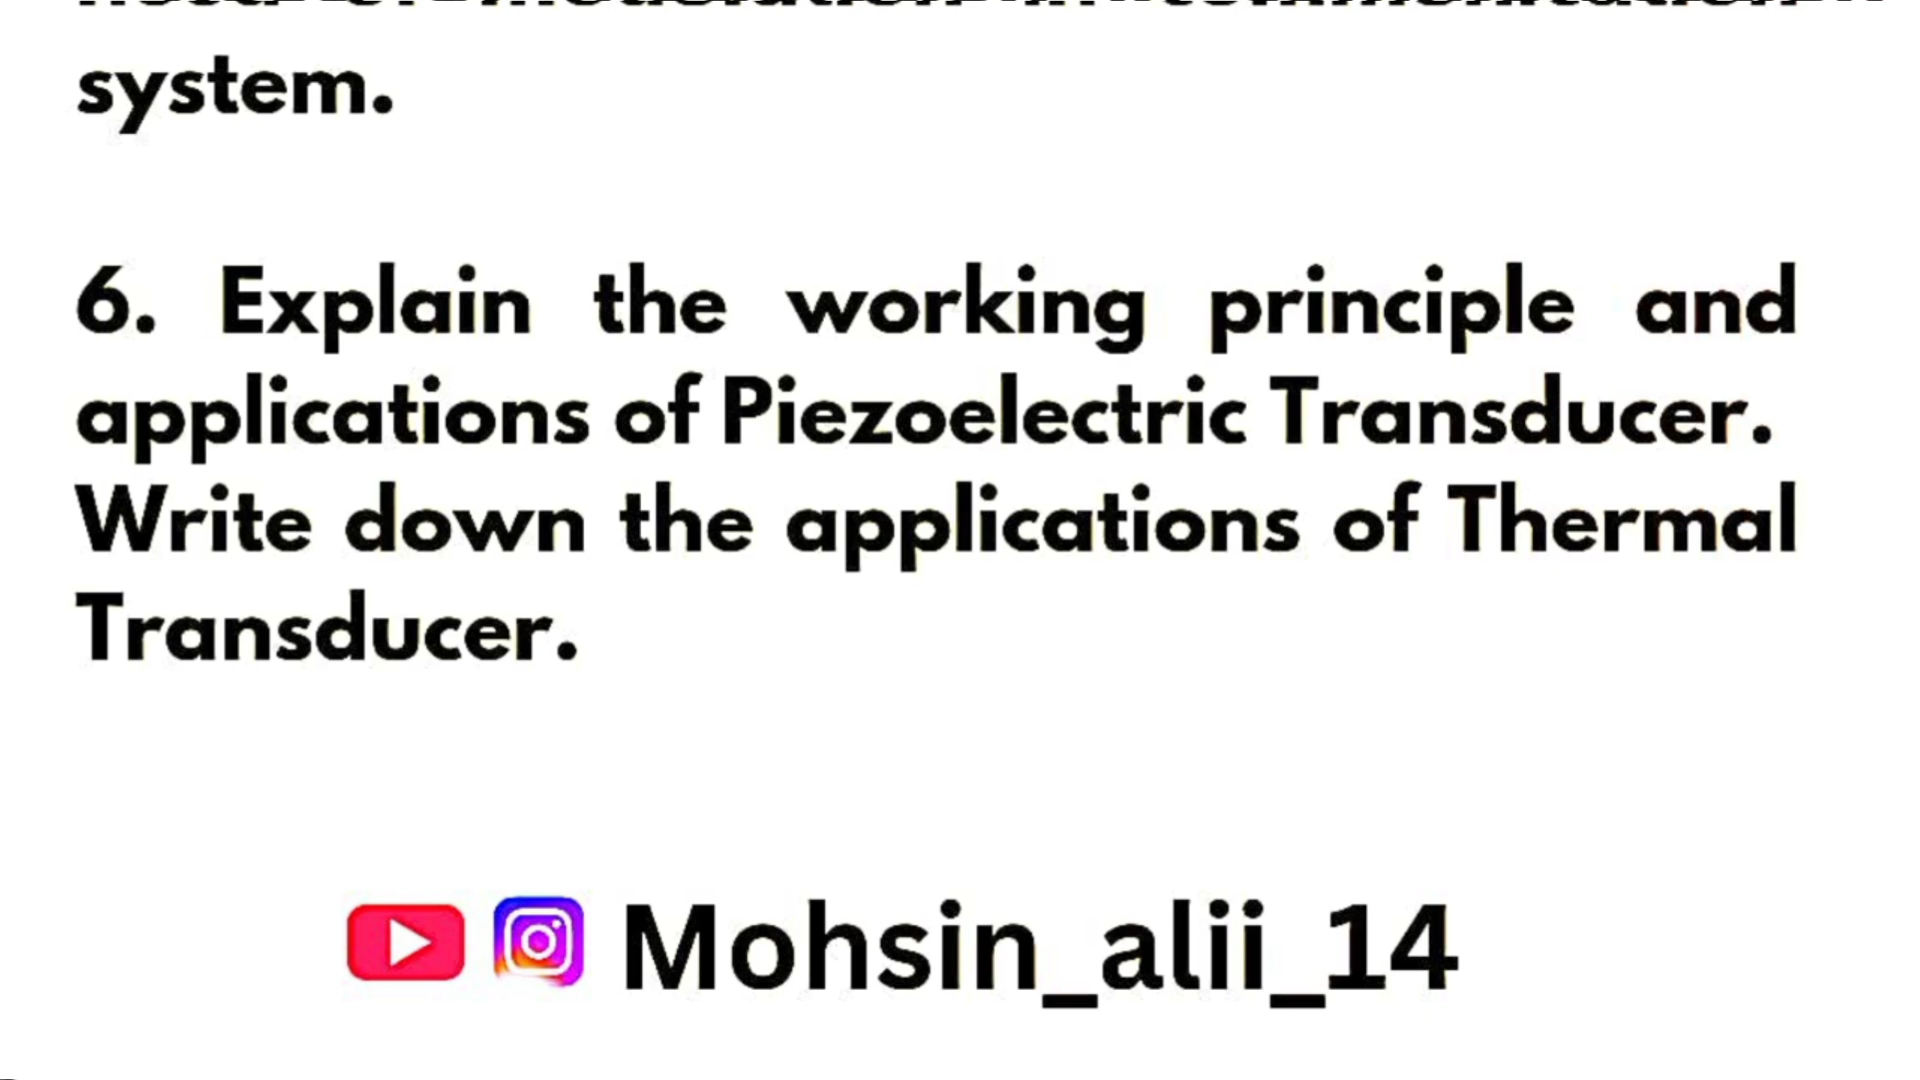 system.
6. Explain the working principle and
applications of Piezoelectric Transducer.
Write down the applications of Thermal
Transducer.
Mohsin_alii_14